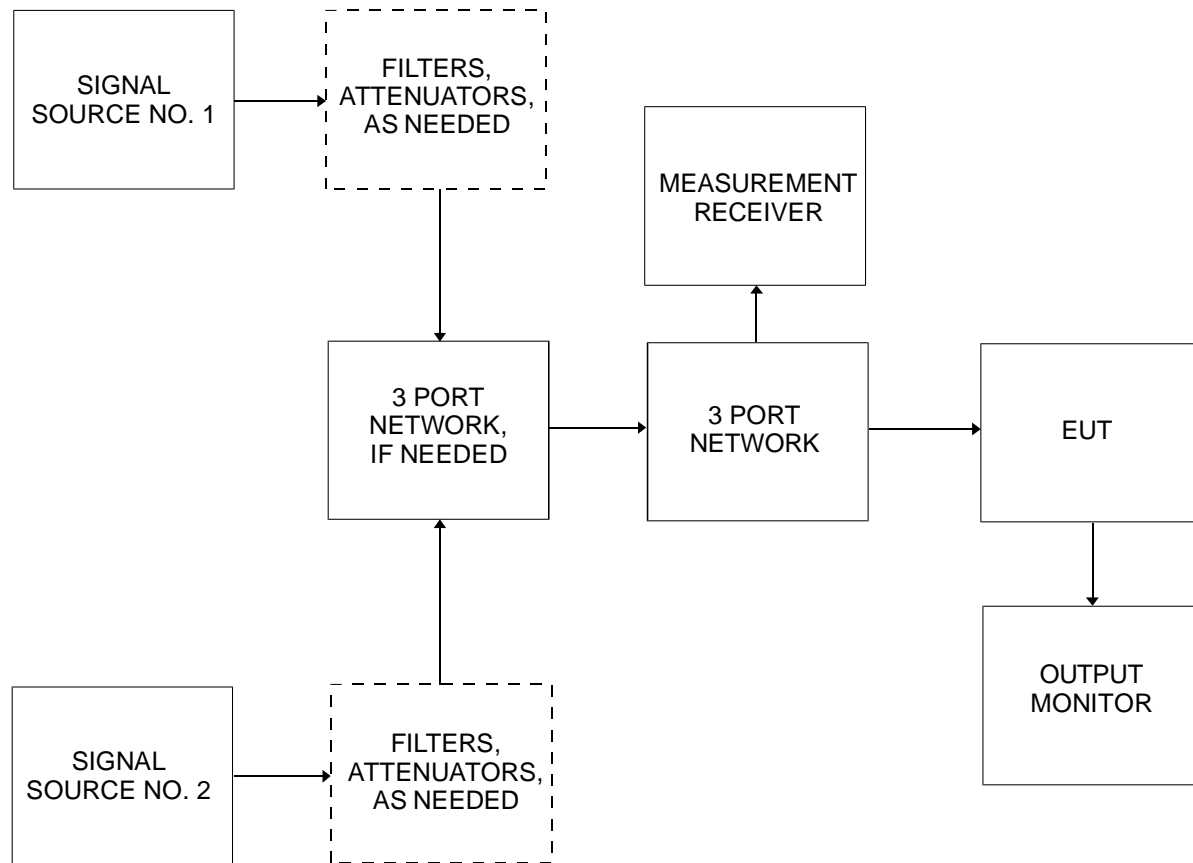 SIGNAL
SOURCE NO. 1
FILTERS,
ATTENUATORS,
AS NEEDED
MEASUREMENT
RECEIVER
3 PORT
NETWORK,
IF NEEDED
3 PORT
NETWORK
EUT
OUTPUT
MONITOR
SIGNAL
SOURCE NO. 2
FILTERS,
ATTENUATORS,
AS NEEDED